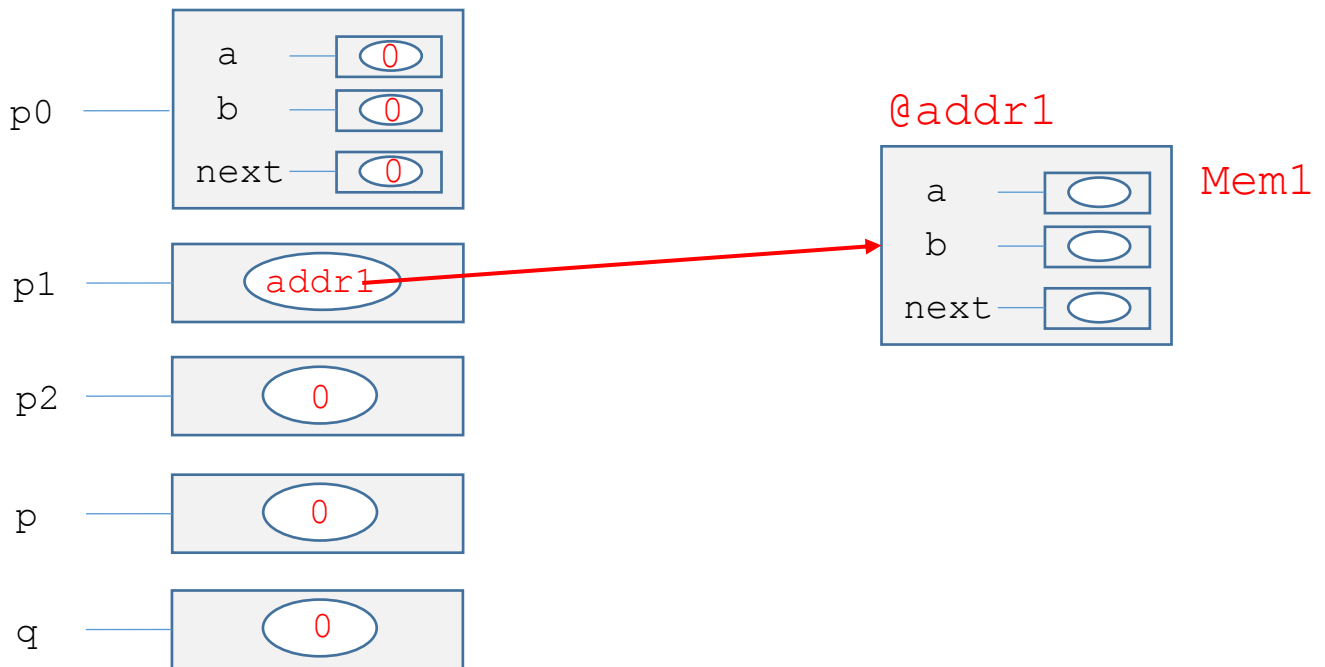 p0
a 0
b 0
next 0
p1 addr1
p2 0
p 0
q 0
@addr1
Mem1
a
b
next